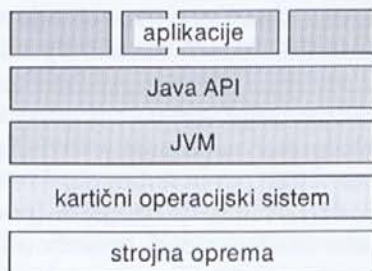 aplikacije
Java API
JVM
kartični operacijski sistem
strojna oprema